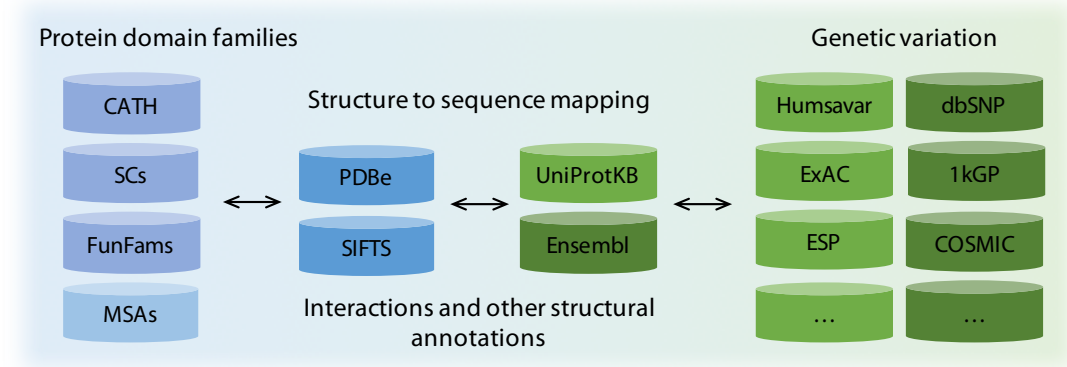 Protein domain families
CATH
SCs
FunFams
MSAs
Structure to sequence mapping
PDBe
SIFTS
UniProtKB
Ensembl
Interactions and other structural
annotations
Genetic variation
Humsavar
dbSNP
ExAC
1kGP
ESP
COSMIC
…
…